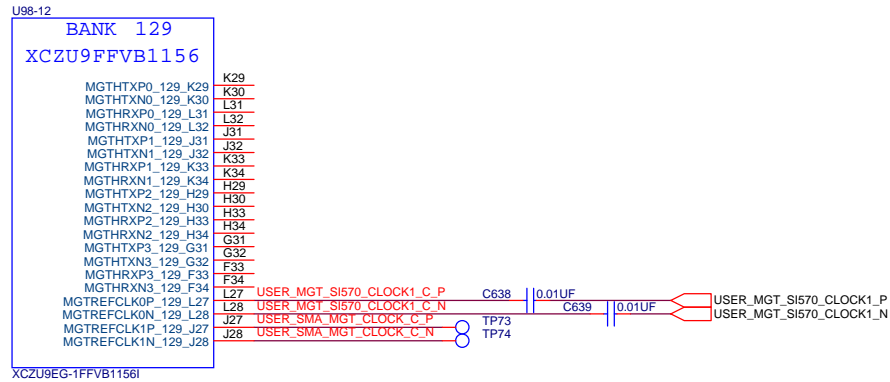 U98-12
BANK 129
XCZU9FFVB1156
MGTHTXP0_129_K29 K29
MGTHTXN0_129_K30 K30
MGTHRXP0_129_L31 L31
MGTHRXN0_129_L32 L32
MGTHTXP1_129_J31 J31
MGTHTXN1_129_J32 J32
MGTHRXP1_129_K33 K33
MGTHRXN1_129_K34 K34
MGTHTXP2_129_H29 H29
MGTHTXN2_129_H30 H30
MGTHRXP2_129_H33 H33
MGTHRXN2_129_H34 H34
MGTHTXP3_129_G31 G31
MGTHTXN3_129_G32 G32
MGTHRXP3_129_F33 F33
MGTHRXN3_129_F34 F34
MGTREFCLK0P_129_L27 L27 USER_MGT_SI570_CLOCK1_C_P C638 0.01UF USER_MGT_SI570_CLOCK1_P
MGTREFCLK0N_129_L28 L28 USER_MGT_SI570_CLOCK1_C_N C639 0.01UF USER_MGT_SI570_CLOCK1_N
MGTREFCLK1P_129_J27 J27 USER_SMA_MGT_CLOCK_C_P TP73
MGTREFCLK1N_129_J28 J28 USER_SMA_MGT_CLOCK_C_N TP74
XCZU9EG-1FFVB1156I